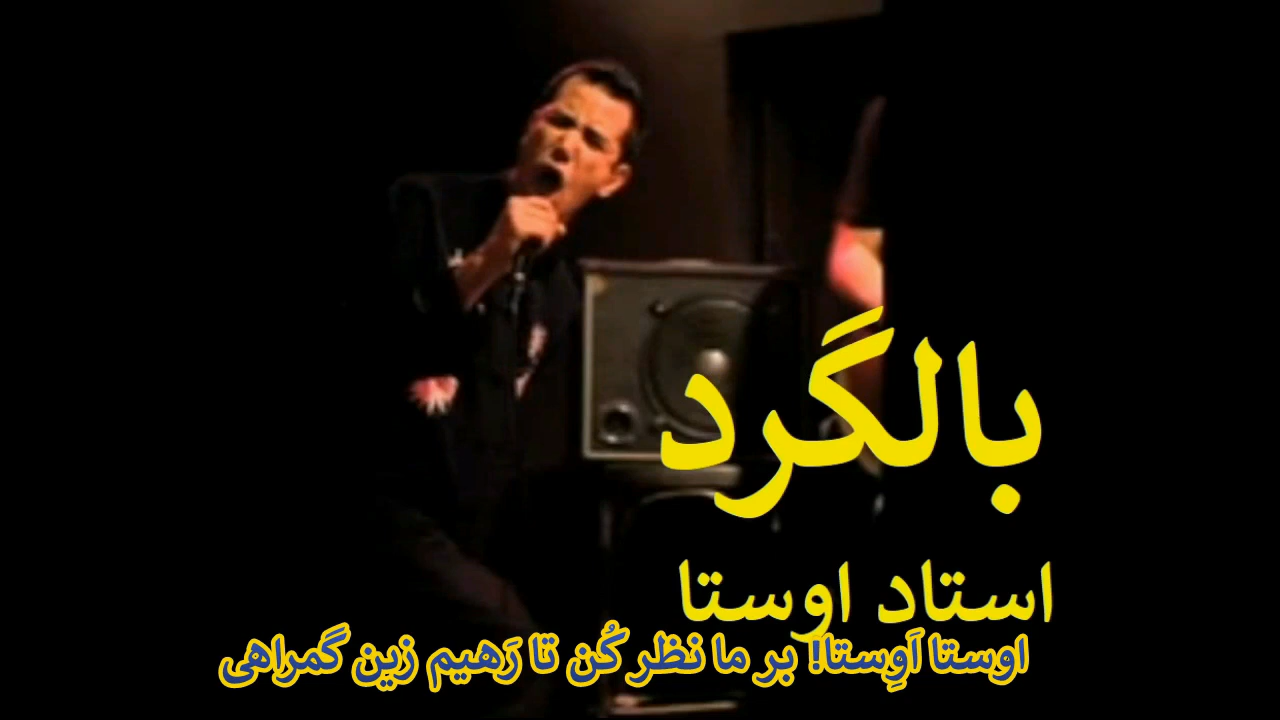 بالگرد
استاد اوستا
اوستا اَوِستا! بر ما نظر کُن تا رَهیم زین گمراهی